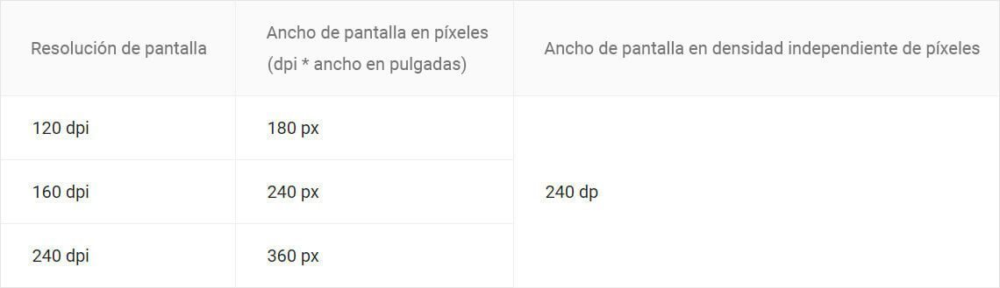 Resolución de pantalla
Ancho de pantalla en píxeles
(dpi * ancho en pulgadas)
Ancho de pantalla en densidad independiente de píxeles
120 dpi
180 px
160 dpi
240 px
240 dp
240 dpi
360 px